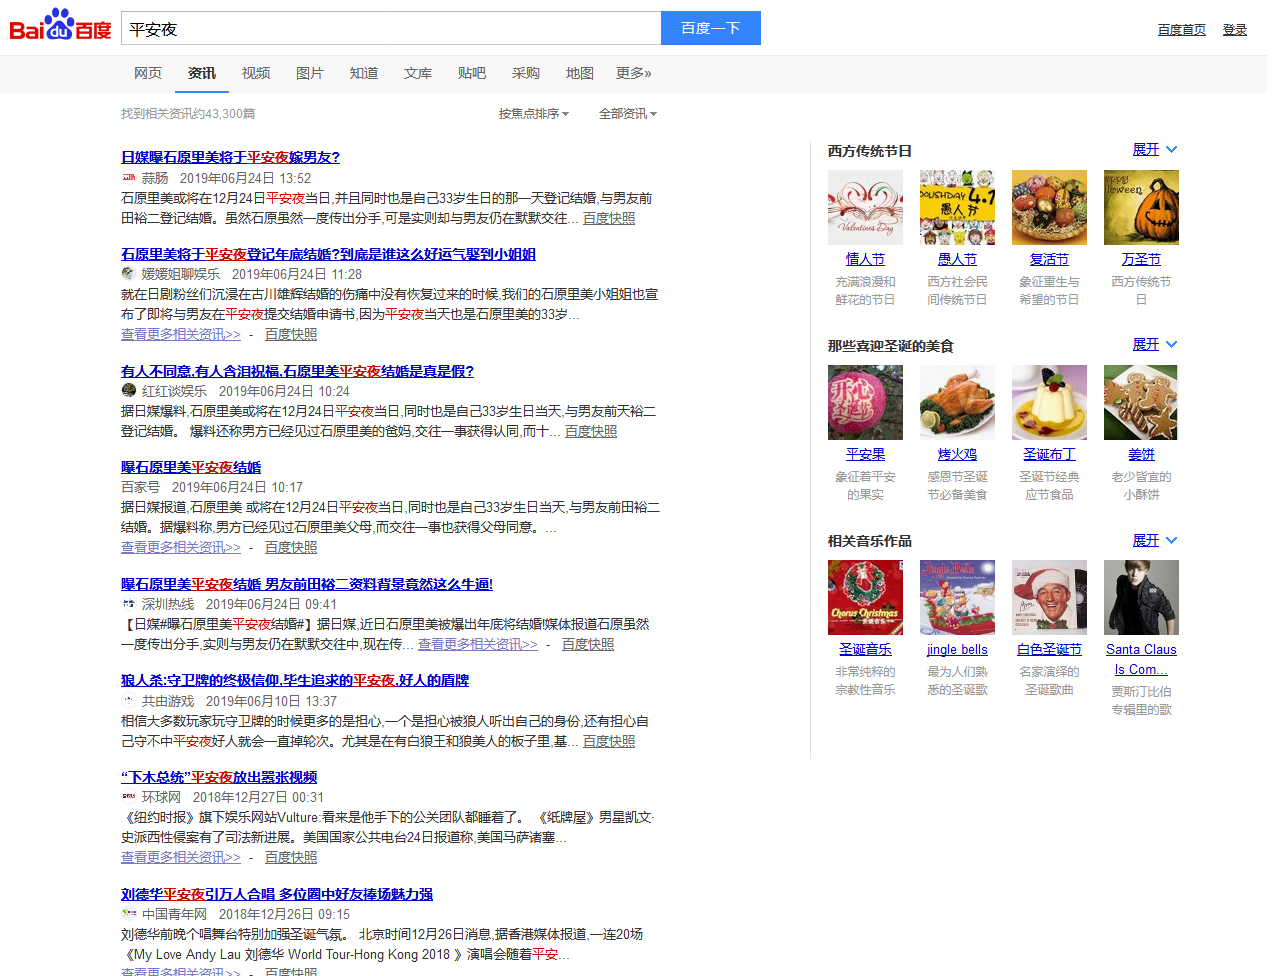 Bai du 百度
平安夜
百度一下
百度首页 登录
网页 资讯 视频 图片 知道 文库 贴吧 采购 地图 更多»
找到相关资讯约43,300篇
按焦点排序 全部资讯
日媒曝石原里美将于平安夜嫁男友?
蒜肠 2019年06月24日 13:52
石原里美或将在12月24日平安夜当日,并且同时也是自己33岁生日的那一天登记结婚,与男友前
田裕二登记结婚。虽然石原虽然一度传出分手,可是实则却与男友仍在默默交往... 百度快照
石原里美将于平安夜登记年底结婚?到底是谁这么好运气娶到小姐姐
嫒嫒姐聊娱乐 2019年06月24日 11:28
就在日剧粉丝们沉浸在古川雄辉结婚的伤痛中没有恢复过来的时候,我们的石原里美小姐姐也宣
布了即将与男友在平安夜提交结婚申请书,因为平安夜当天也是石原里美的33岁...
查看更多相关资讯>> - 百度快照
有人不同意,有人含泪祝福,石原里美平安夜结婚是真是假?
红红谈娱乐 2019年06月24日 10:24
据日媒爆料,石原里美或将在12月24日平安夜当日,同时也是自己33岁生日当天,与男友前天裕二
登记结婚。 爆料还称男方已经见过石原里美的爸妈,交往一事获得认同,而十... 百度快照
曝石原里美平安夜结婚
百家号 2019年06月24日 10:17
据日媒报道,石原里美 或将在12月24日平安夜当日,同时也是自己33岁生日当天,与男友前田裕二
结婚。据爆料称,男方已经见过石原里美父母,而交往一事也获得父母同意。...
查看更多相关资讯>> - 百度快照
曝石原里美平安夜结婚 男友前田裕二资料背景竟然这么牛逼!
深圳热线 2019年06月24日 09:41
【日媒#曝石原里美平安夜结婚#】据日媒,近日石原里美被爆出年底将结婚!媒体报道石原虽然
一度传出分手,实则与男友仍在默默交往中,现在传... 查看更多相关资讯>> - 百度快照
狼人杀:守卫牌的终极信仰,毕生追求的平安夜,好人的盾牌
共由游戏 2019年06月10日 13:37
相信大多数玩家玩守卫牌的时候更多的是担心,一个是担心被狼人听出自己的身份,还有担心自
己守不中平安夜好人就会一直掉轮次。尤其是在有白狼王和狼美人的板子里,基... 百度快照
“下木总统”平安夜放出嚣张视频
环球网 2018年12月27日 00:31
《纽约时报》旗下娱乐网站Vulture:看来是他手下的公关团队都睡着了。 《纸牌屋》男星凯文·
史派西性侵案有了司法新进展。美国国家公共电台24日报道称,美国马萨诸塞...
查看更多相关资讯>> - 百度快照
刘德华平安夜引万人合唱 多位圈中好友捧场魅力强
中国青年网 2018年12月26日 09:15
刘德华前晚个唱舞台特别加强圣诞气氛。 北京时间12月26日消息,据香港媒体报道,一连20场
《My Love Andy Lau 刘德华 World Tour-Hong Kong 2018 》演唱会随着平安...
查看更多相关资讯>> - 百度快照
西方传统节日 展开
情人节 愚人节 复活节 万圣节
充满浪漫和 西方社会民 象征重生与 西方传统节
鲜花的节日 间传统节日 希望的节日 日
那些喜迎圣诞的美食 展开
平安果 烤火鸡 圣诞布丁 姜饼
象征着平安 感恩节圣诞 圣诞节经典 老少皆宜的
的果实 节必备美食 应节食品 小酥饼
相关音乐作品 展开
圣诞音乐 jingle bells 白色圣诞节 Santa Claus
Is Com...
非常纯粹的 最为人们熟 名家演绎的 贾斯汀比伯
宗教性音乐 悉的圣诞歌 圣诞歌曲 专辑里的歌